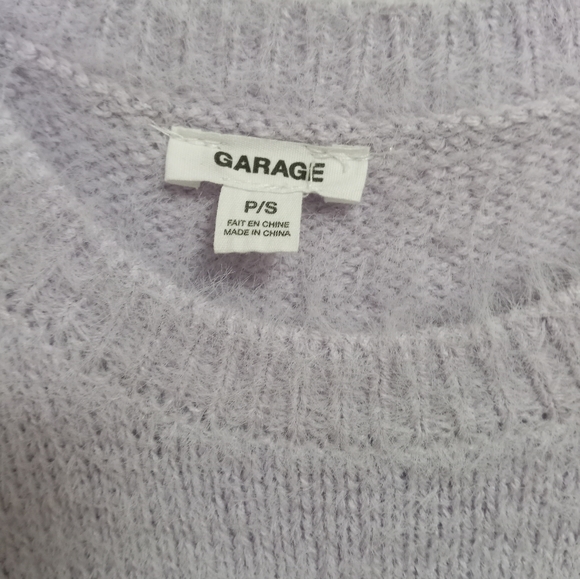 GARAGE
P/S
FAIT EN CHINE
MADE IN CHINA